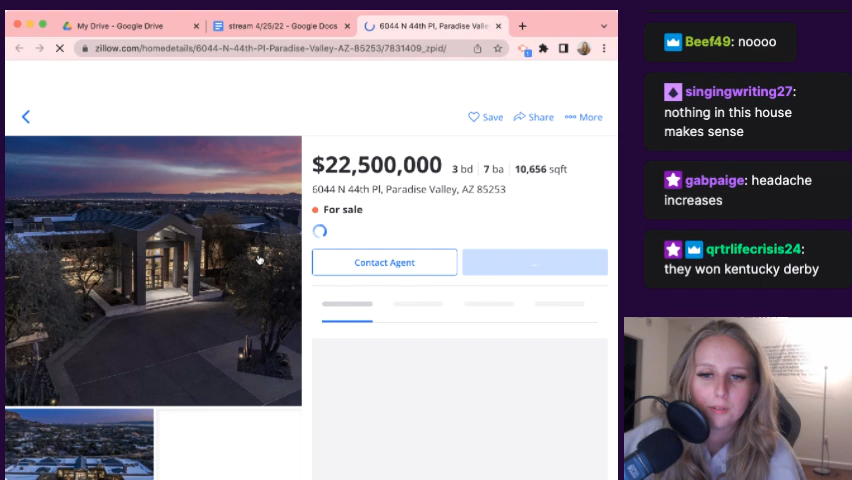 My Drive - Google Drive
stream 4/25/22 - Google Docs
6044 N 44th Pl, Paradise Valle
zillow.com/homedetails/6044-N-44th-Pl-Paradise-Valley-AZ-85253/7831409_zpid/
Save
Share
More
$22,500,000 3 bd 7 ba 10,656 sqft
6044 N 44th Pl, Paradise Valley, AZ 85253
For sale
Contact Agent
Beef49: noooo
singingwriting27:
nothing in this house
makes sense
gabpaige: headache
increases
qrtrlifecrisis24:
they won kentucky derby